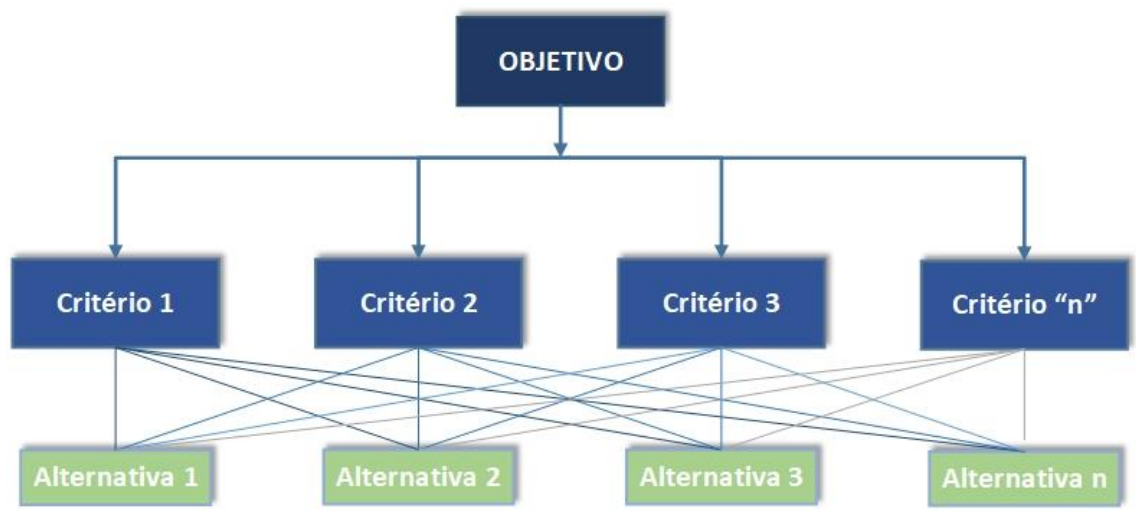 OBJETIVO
Critério 1
Critério 2
Critério 3
Critério “n”
Alternativa 1
Alternativa 2
Alternativa 3
Alternativa n